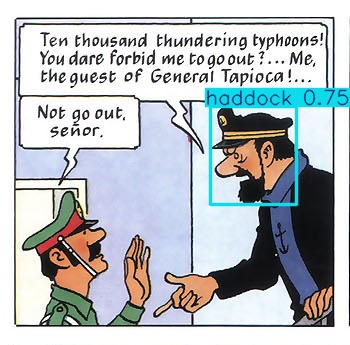 Ten thousand thundering typhoons!
You dare forbid me to go out?... Me,
the guest of General Tapioca!...
haddock 0.75
Not go out,
señor.